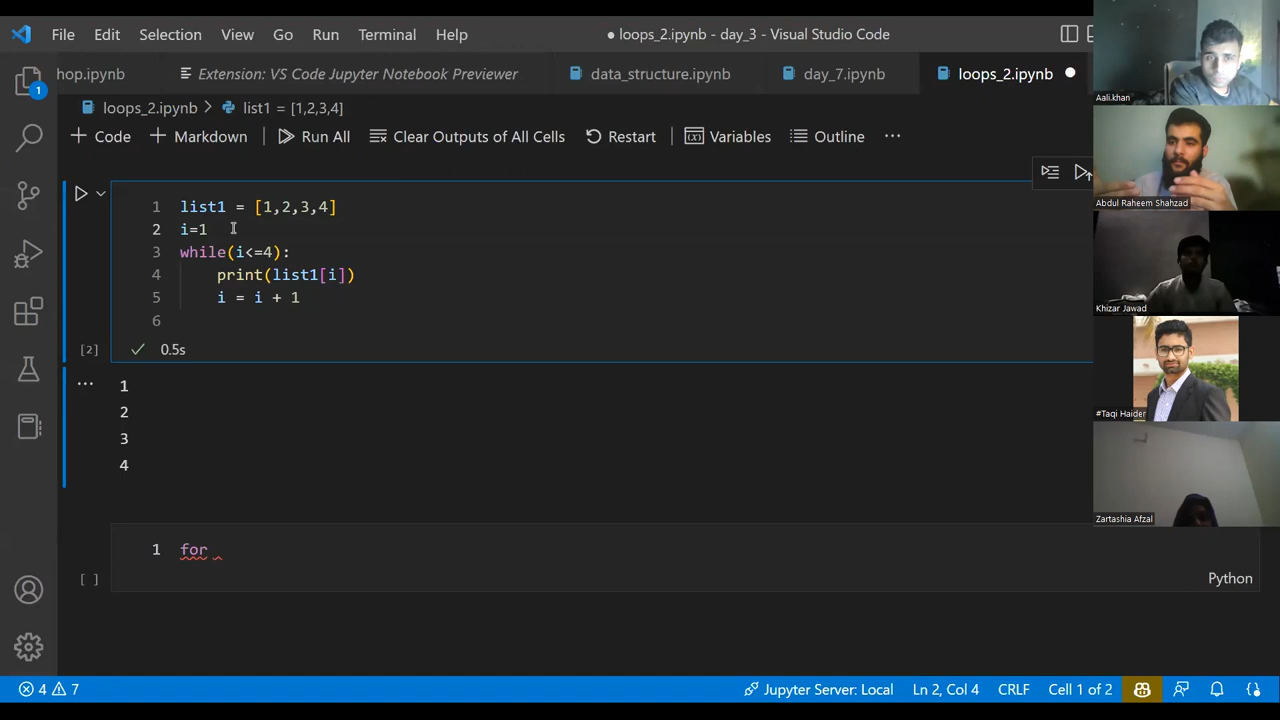 File Edit Selection View Go Run Terminal Help
● loops_2.ipynb - day_3 - Visual Studio Code
hop.ipynb Extension: VS Code Jupyter Notebook Previewer data_structure.ipynb day_7.ipynb loops_2.ipynb
loops_2.ipynb > list1 = [1,2,3,4]
+ Code + Markdown Run All Clear Outputs of All Cells Restart Variables Outline ...
1 list1 = [1,2,3,4]
2 i=1
3 while(i<=4):
4 print(list1[i])
5 i = i + 1
6
[2] 0.5s
... 1
2
3
4
1 for
[ ] Python
4 7 Jupyter Server: Local Ln 2, Col 4 CRLF Cell 1 of 2
1
Aali.khan
Abdul Raheem Shahzad
Khizar Jawad
#Taqi Haider
Zartashia Afzal